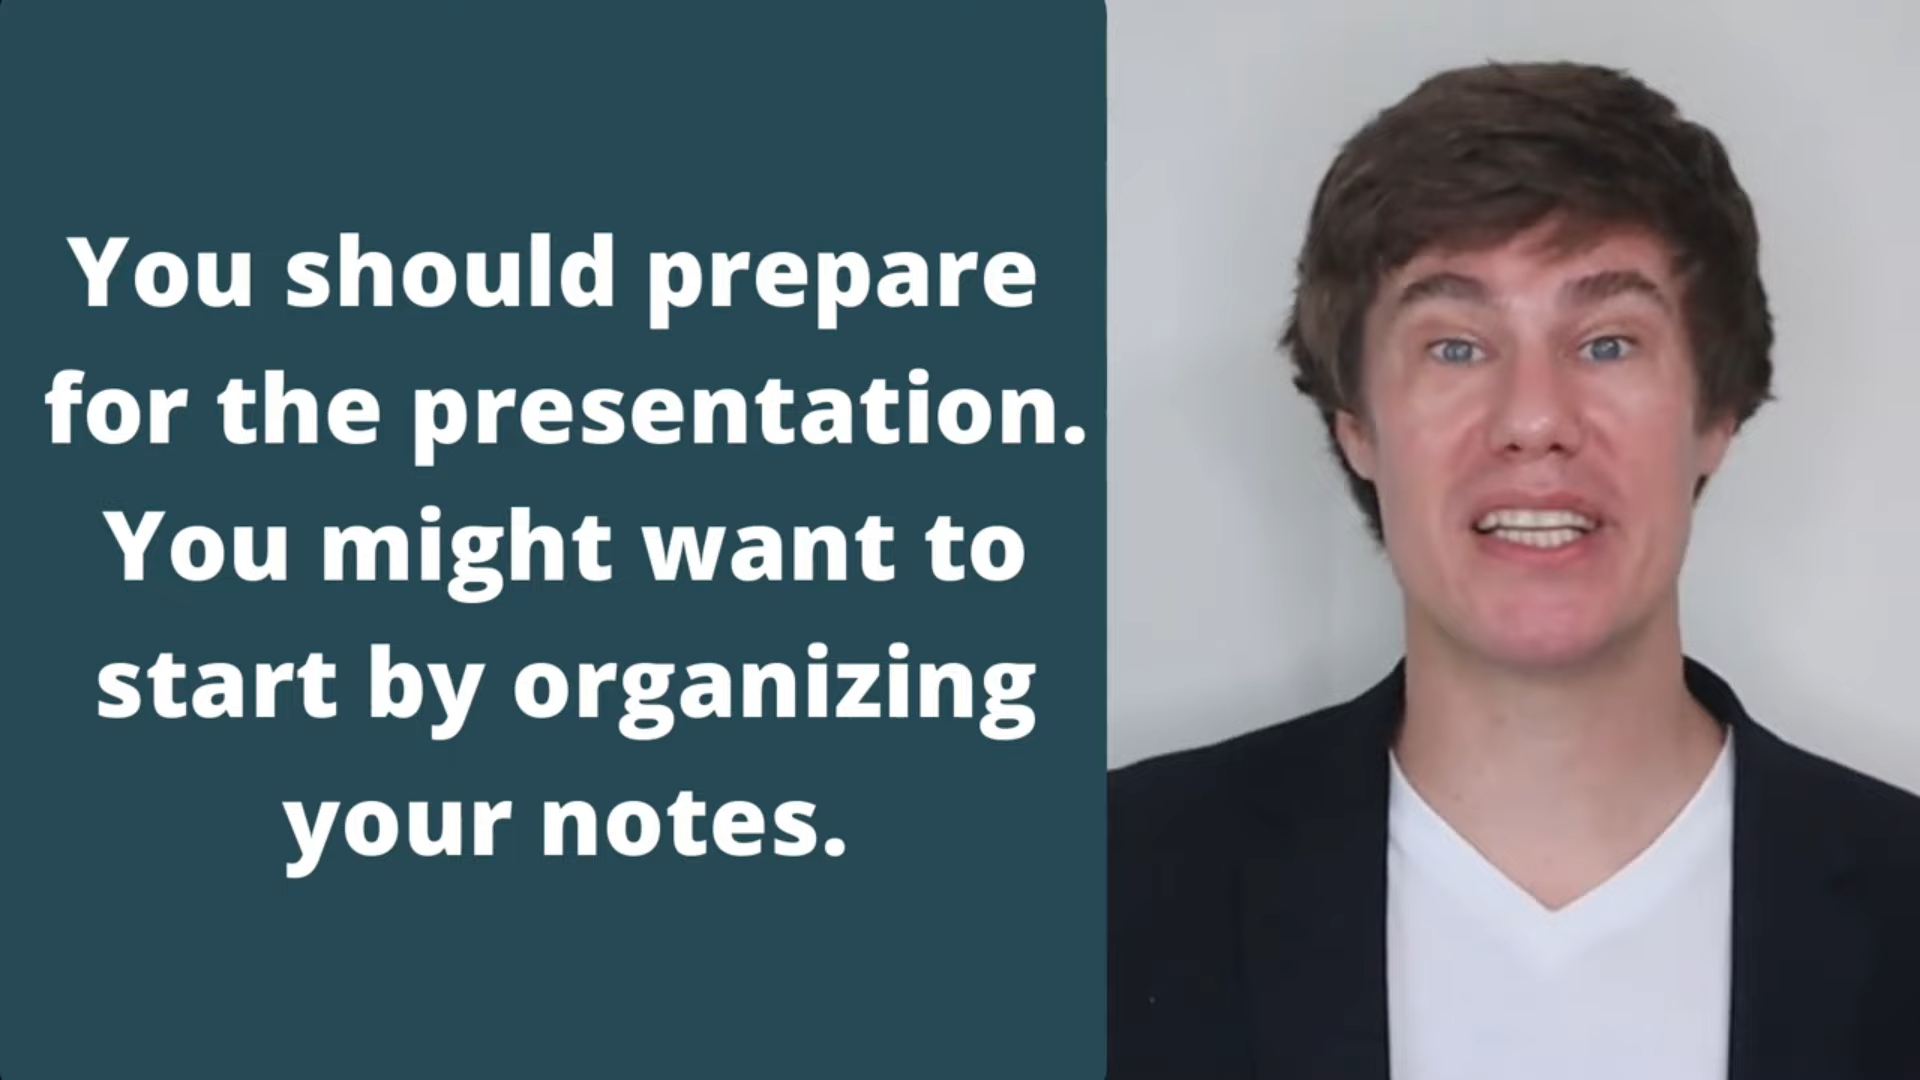 You should prepare
for the presentation.
You might want to
start by organizing
your notes.